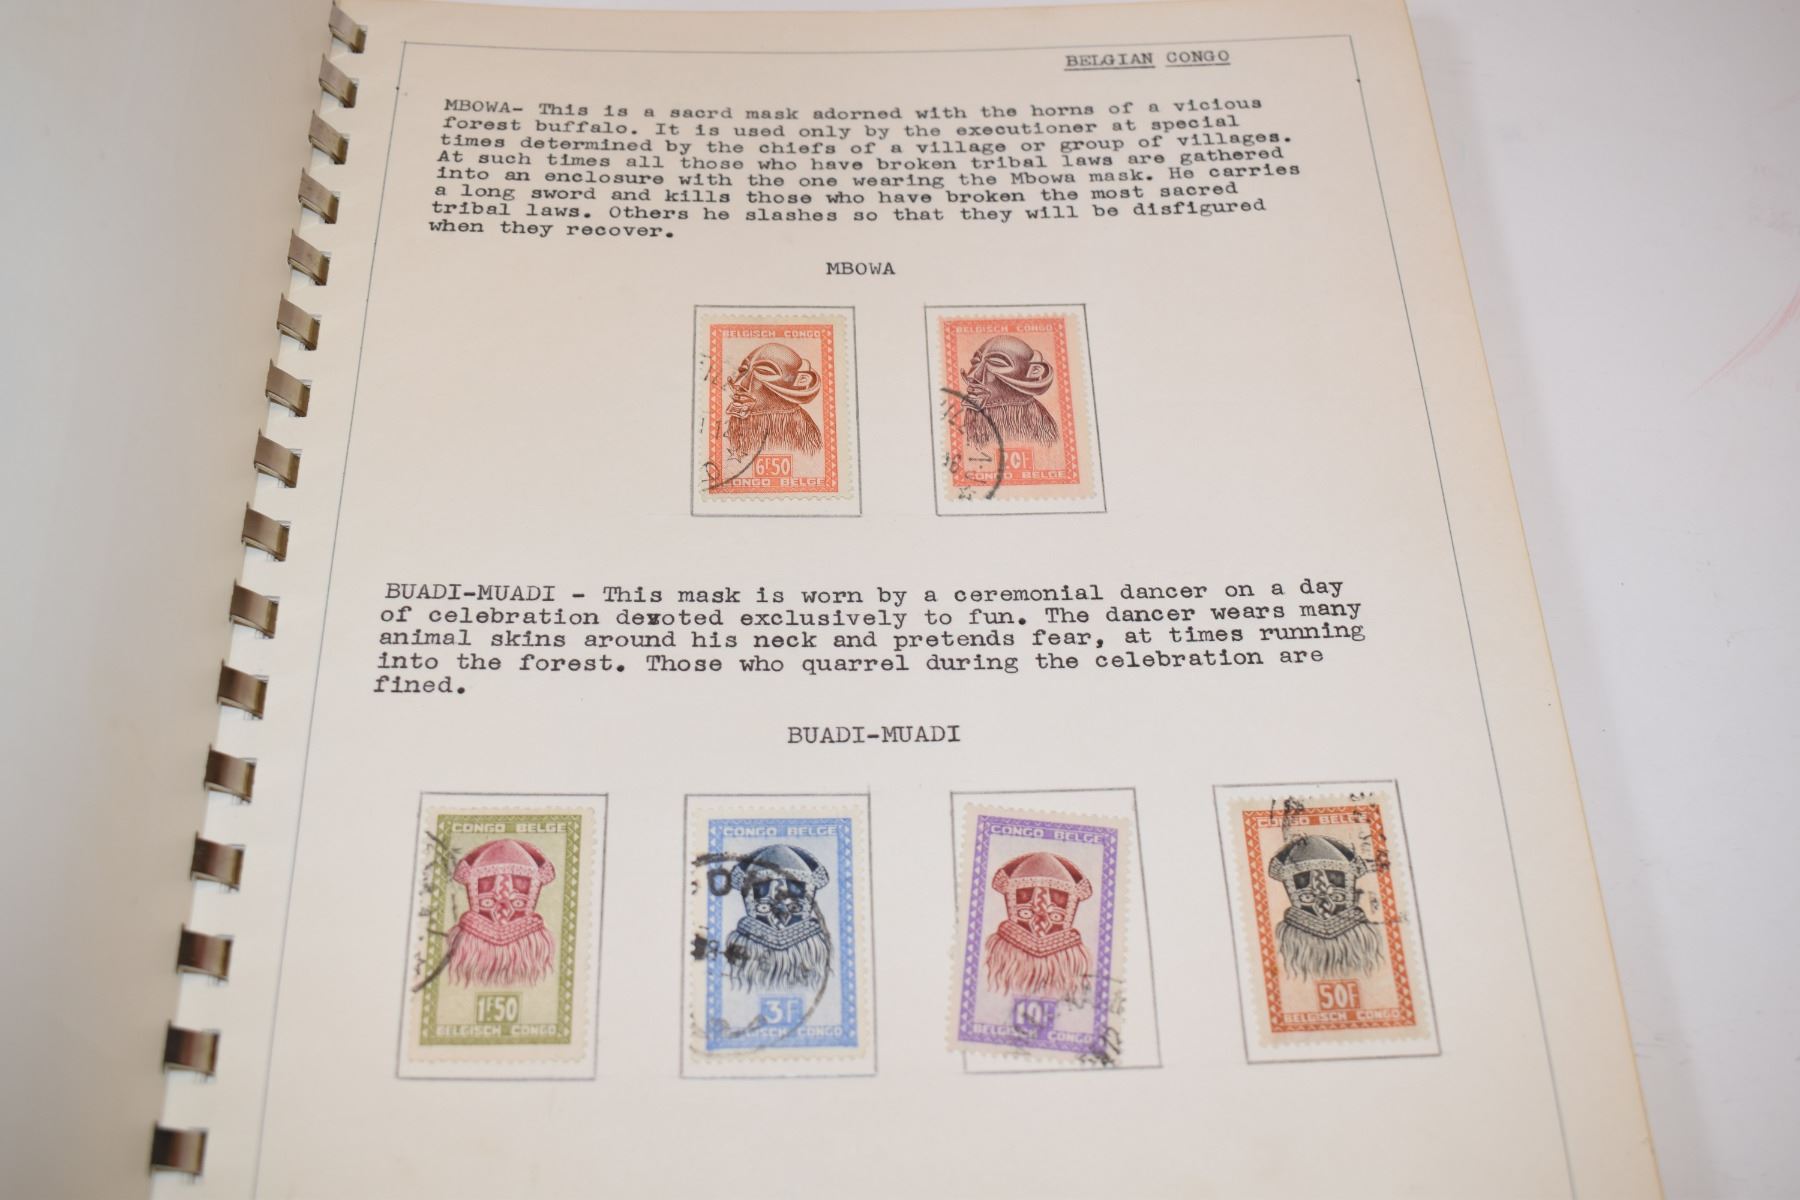 BELGIAN CONGO
MBOWA- This is a sacrd mask adorned with the horns of a vicious
forest buffalo. It is used only by the executioner at special
times determined by the chiefs of a village or group of villages.
At such times all those who have broken tribal laws are gathered
into an enclosure with the one wearing the Mbowa mask. He carries
a long sword and kills those who have broken the most sacred
tribal laws. Others he slashes so that they will be disfigured
when they recover.
MBOWA
BELGISCH CONGO
6F50
CONGO BELGE
BELGISCH CONGO
20F
CONGO BELGE
BUADI-MUADI - This mask is worn by a ceremonial dancer on a day
of celebration devoted exclusively to fun. The dancer wears many
animal skins around his neck and pretends fear, at times running
into the forest. Those who quarrel during the celebration are
fined.
BUADI-MUADI
CONGO BELGE
1F50
BELGISCH CONGO
CONGO BELGE
3F
BELGISCH CONGO
CONGO BELGE
10F
BELGISCH CONGO
CONGO BELGE
50F
BELGISCH CONGO